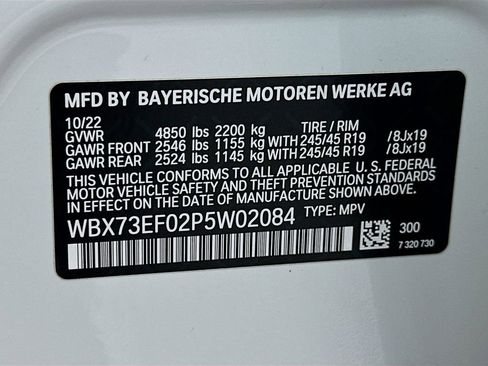 MFD BY BAYERISCHE MOTOREN WERKE AG
10/22
GVWR 4850 lbs 2200 kg TIRE / RIM
GAWR FRONT 2546 lbs 1155 kg WITH 245/45 R19 /8Jx19
GAWR REAR 2524 lbs 1145 kg WITH 245/45 R19 /8Jx19
THIS VEHICLE CONFORMS TO ALL APPLICABLE U.S. FEDERAL MOTOR VEHICLE SAFETY AND THEFT PREVENTION STANDARDS
IN EFFECT ON THE DATE OF MANUFACTURE SHOWN ABOVE.
WBX73EF02P5W02084 TYPE: MPV
300
7 320 730